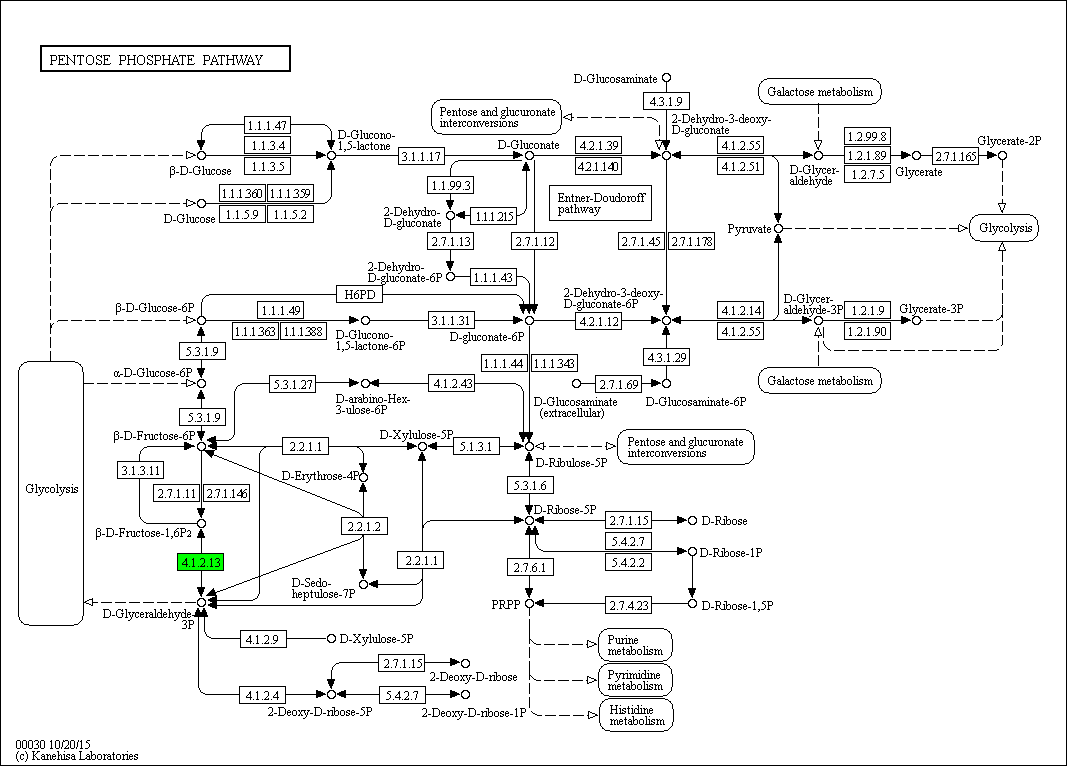 PENTOSE PHOSPHATE PATHWAY
D-Glucosaminate
4.3.1.9
Galactose metabolism
Pentose and glucuronate
interconversions
2-Dehydro-3-deoxy-
D-gluconate
1.1.1.47
1.1.3.4
1.1.3.5
D-Glucono-
1,5-lactone
3.1.1.17
D-Gluconate
4.2.1.39
4.2.1.140
4.1.2.55
4.1.2.51
1.2.99.8
1.2.1.89
1.2.7.5
D-Glycer-
aldehyde
Glycerate
2.7.1.165
Glycerate-2P
β-D-Glucose
1.1.1.360
1.1.1.359
1.1.5.9
1.1.5.2
D-Glucose
1.1.99.3
2-Dehydro-
D-gluconate
1.1.1.215
Entner-Doudoroff
pathway
2.7.1.13
2.7.1.12
2.7.1.45
2.7.1.178
Pyruvate
Glycolysis
2-Dehydro-
D-gluconate-6P
1.1.1.43
H6PD
β-D-Glucose-6P
1.1.1.49
1.1.1.363
1.1.1.388
D-Glucono-
1,5-lactone-6P
3.1.1.31
D-gluconate-6P
2-Dehydro-3-deoxy-
D-gluconate-6P
4.2.1.12
4.1.2.14
4.1.2.55
D-Glycer-
aldehyde-3P
1.2.1.9
1.2.1.90
Glycerate-3P
5.3.1.9
α-D-Glucose-6P
5.3.1.27
D-arabino-Hex-
3-ulose-6P
4.1.2.43
1.1.1.44
1.1.1.343
4.3.1.29
2.7.1.69
D-Glucosaminate
(extracellular)
D-Glucosaminate-6P
Galactose metabolism
5.3.1.9
β-D-Fructose-6P
2.2.1.1
D-Xylulose-5P
5.1.3.1
D-Ribulose-5P
Pentose and glucuronate
interconversions
3.1.3.11
2.7.1.11
2.7.1.146
D-Erythrose-4P
5.3.1.6
Glycolysis
β-D-Fructose-1,6P2
2.2.1.2
D-Ribose-5P
2.7.1.15
D-Ribose
5.4.2.7
5.4.2.2
D-Ribose-1P
4.1.2.13
2.2.1.1
2.7.6.1
D-Sedo-
heptulose-7P
D-Glyceraldehyde-
3P
PRPP
2.7.4.23
D-Ribose-1,5P
4.1.2.9
D-Xylulose-5P
Purine
metabolism
2.7.1.15
2-Deoxy-D-ribose
Pyrimidine
metabolism
4.1.2.4
2-Deoxy-D-ribose-5P
5.4.2.7
2-Deoxy-D-ribose-1P
Histidine
metabolism
00030 10/20/15
(c) Kanehisa Laboratories